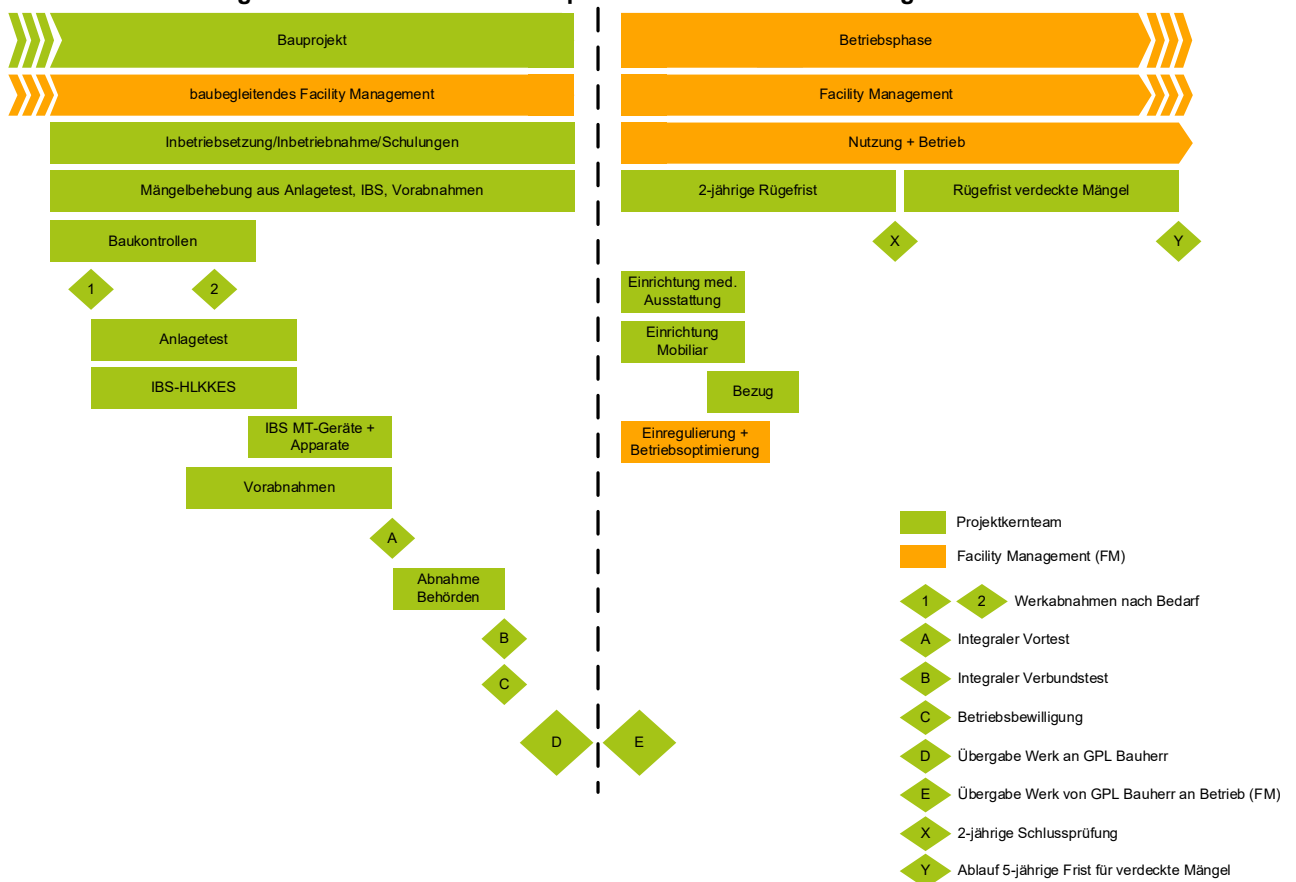 Bauprojekt
Betriebsphase
baubegleitendes Facility Management
Facility Management
Inbetriebsetzung/Inbetriebnahme/Schulungen
Nutzung + Betrieb
Mängelbehebung aus Anlagetest, IBS, Vorabnahmen
2-jährige Rügefrist
Rügefrist verdeckte Mängel
Baukontrollen
X
Y
1
2
Einrichtung med.
Ausstattung
Anlagetest
Einrichtung
Mobiliar
IBS-HLKKES
Bezug
IBS MT-Geräte +
Apparate
Einregulierung +
Betriebsoptimierung
Vorabnahmen
A
Abnahme
Behörden
B
C
D
E
Projektkernteam
Facility Management (FM)
1 2 Werkabnahmen nach Bedarf
A Integraler Vortest
B Integraler Verbundstest
C Betriebsbewilligung
D Übergabe Werk an GPL Bauherr
E Übergabe Werk von GPL Bauherr an Betrieb (FM)
X 2-jährige Schlussprüfung
Y Ablauf 5-jährige Frist für verdeckte Mängel